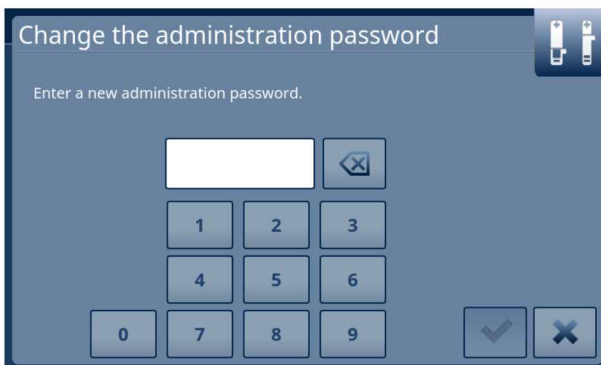 Change the administration password
Enter a new administration password.
1 2 3
4 5 6
0 7 8 9